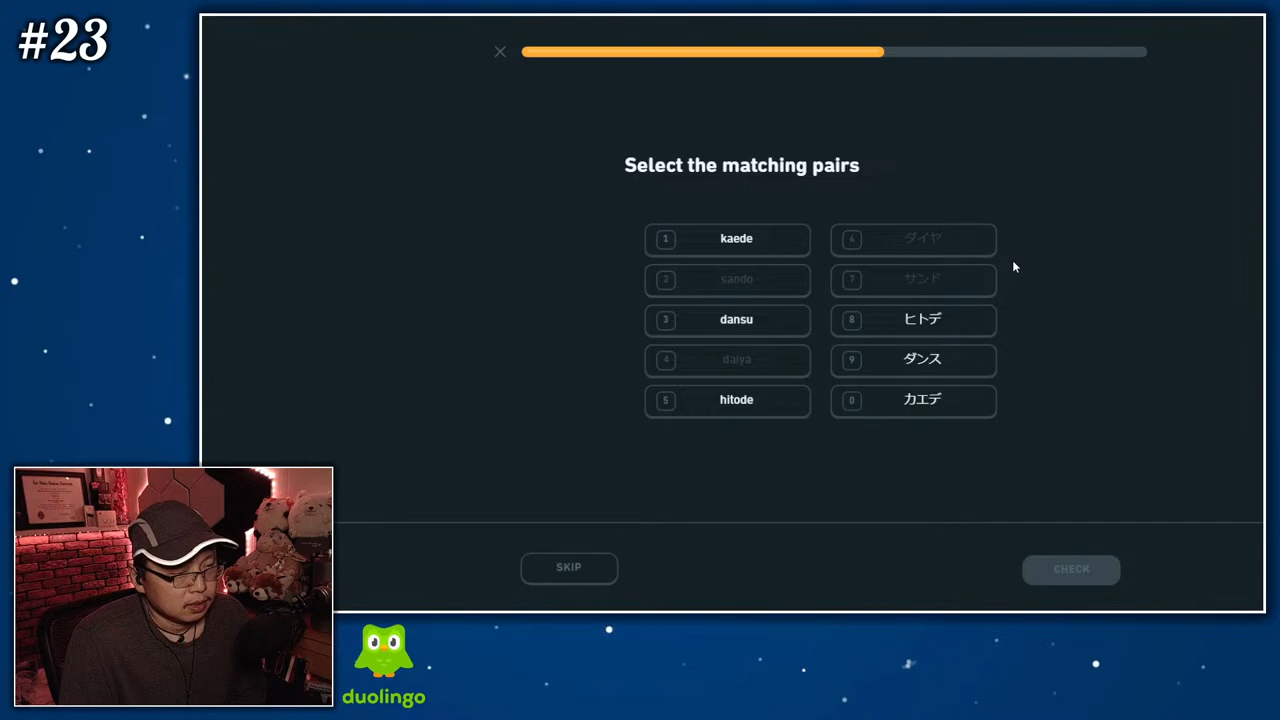 #23
Select the matching pairs
1 kaede
6 ダイヤ
2 sando
7 サンド
3 dansu
8 ヒトデ
4 daiya
9 ダンス
5 hitode
0 カエデ
SKIP
CHECK
duolingo